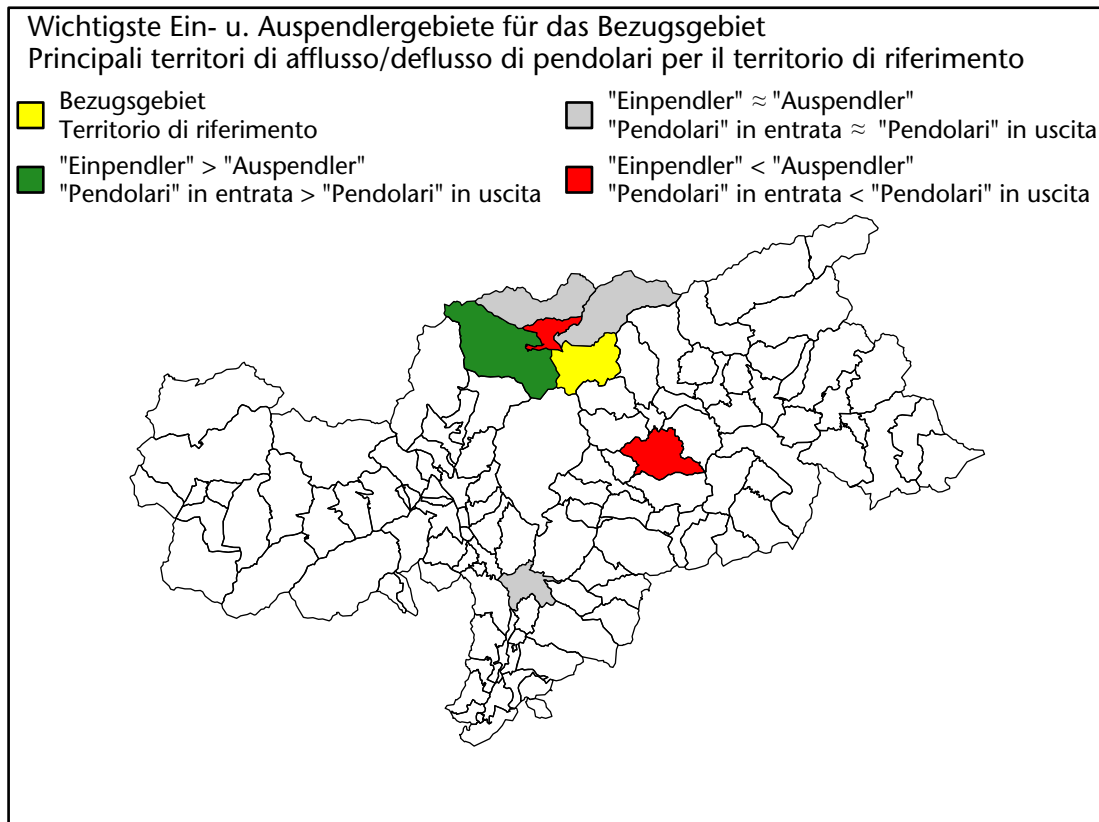 Wichtigste Ein- u. Auspendlergebiete für das Bezugsgebiet
Principali territori di afflusso/deflusso di pendolari per il territorio di riferimento
Bezugsgebiet
Territorio di riferimento
"Einpendler" > "Auspendler"
"Pendolari" in entrata > "Pendolari" in uscita
"Einpendler" ≈ "Auspendler"
"Pendolari" in entrata ≈ "Pendolari" in uscita
"Einpendler" < "Auspendler"
"Pendolari" in entrata < "Pendolari" in uscita